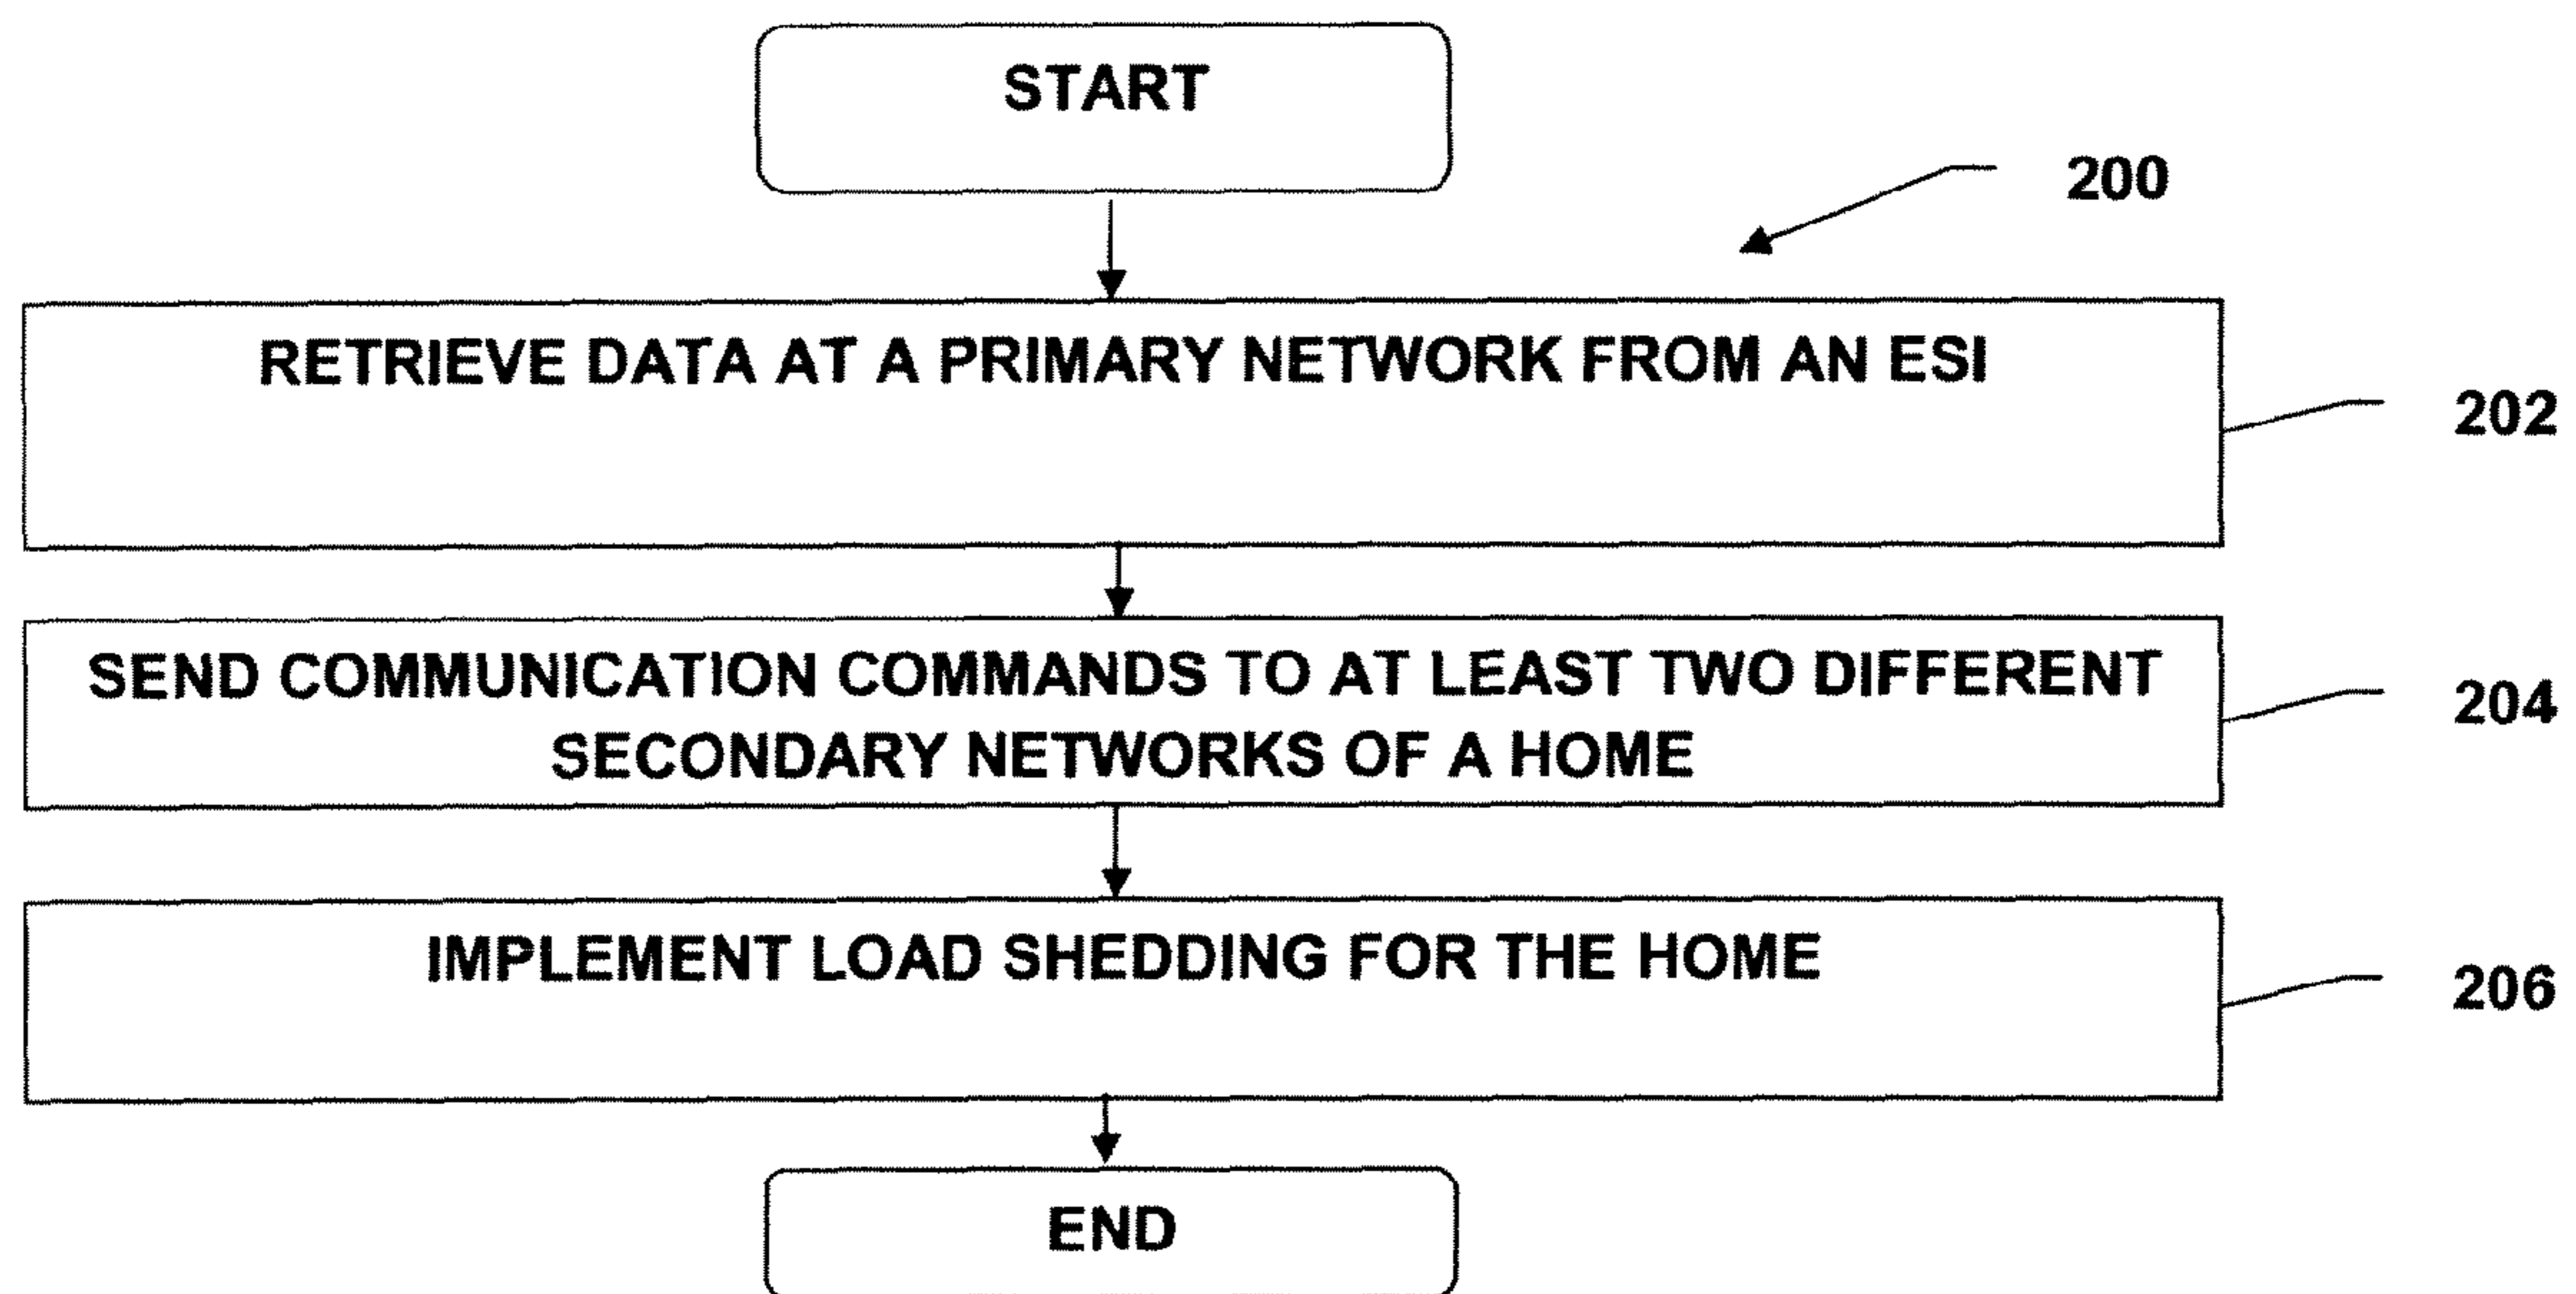 START
200
RETRIEVE DATA AT A PRIMARY NETWORK FROM AN ESI
202
SEND COMMUNICATION COMMANDS TO AT LEAST TWO DIFFERENT
SECONDARY NETWORKS OF A HOME
204
IMPLEMENT LOAD SHEDDING FOR THE HOME
206
END